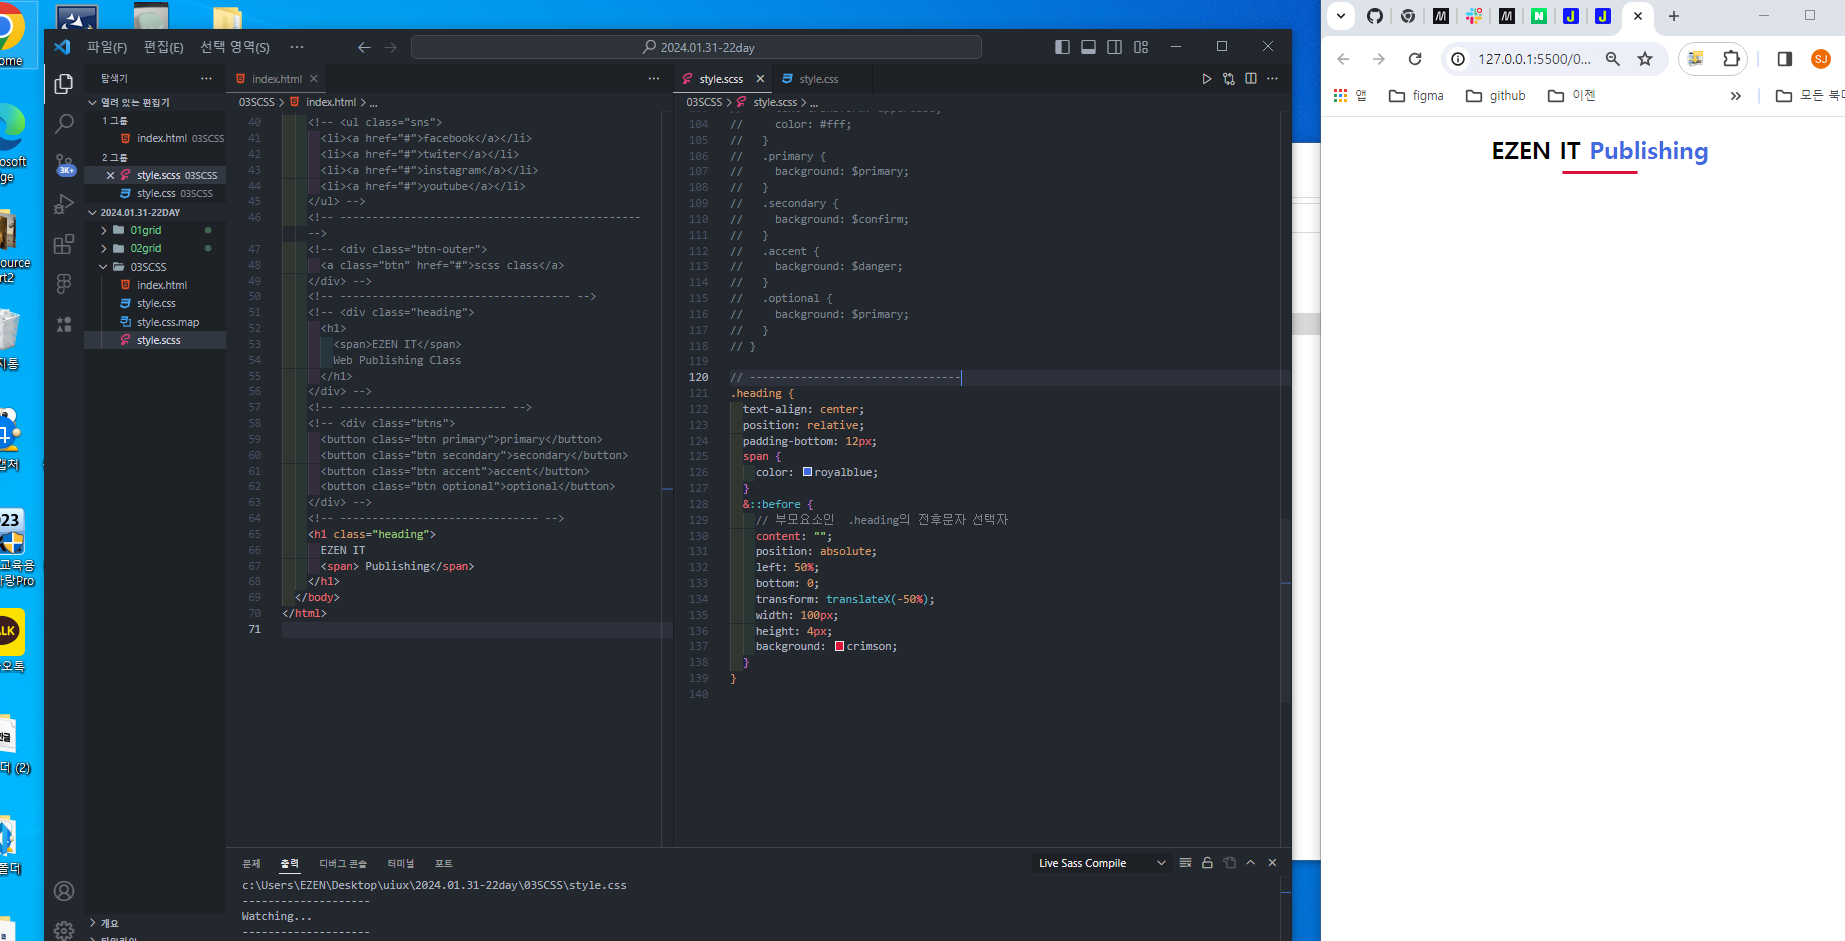 ome
osoft
ge
ource
rt2
지통
캡처
023
교육용
사랑Pro
ALK
오톡
더 (2)
폴더
파일(F) 편집(E) 선택 영역(S) ···
2024.01.31-22day
탐색기 ···
열려 있는 편집기
1 그룹
index.html 03SCSS
2 그룹
style.scss 03SCSS
style.css 03SCSS
3K+
2024.01.31-22DAY
01grid
02grid
03SCSS
index.html
style.css
style.css.map
style.scss
개요
index.html
03SCSS > index.html > ...
40 <!-- <ul class="sns">
41 <li><a href="#">facebook</a></li>
42 <li><a href="#">twiter</a></li>
43 <li><a href="#">instagram</a></li>
44 <li><a href="#">youtube</a></li>
45 </ul> -->
46 <!-- -----------------------------------------------
-->
47 <!-- <div class="btn-outer">
48 <a class="btn" href="#">scss class</a>
49 </div> -->
50 <!-- ------------------------------------ -->
51 <!-- <div class="heading">
52 <h1>
53 <span>EZEN IT</span>
54 Web Publishing Class
55 </h1>
56 </div> -->
57 <!-- -------------------------- -->
58 <!-- <div class="btns">
59 <button class="btn primary">primary</button>
60 <button class="btn secondary">secondary</button>
61 <button class="btn accent">accent</button>
62 <button class="btn optional">optional</button>
63 </div> -->
64 <!-- ------------------------------- -->
65 <h1 class="heading">
66 EZEN IT
67 <span> Publishing</span>
68 </h1>
69 </body>
70 </html>
71
style.scss style.css
03SCSS > style.scss > ...
104 // color: #fff;
105 // }
106 // .primary {
107 // background: $primary;
108 // }
109 // .secondary {
110 // background: $confirm;
111 // }
112 // .accent {
113 // background: $danger;
114 // }
115 // .optional {
116 // background: $primary;
117 // }
118 // }
119
120 // ---------------------------------
121 .heading {
122 text-align: center;
123 position: relative;
124 padding-bottom: 12px;
125 span {
126 color: royalblue;
127 }
128 &::before {
129 // 부모요소인 .heading의 전후문자 선택자
130 content: "";
131 position: absolute;
132 left: 50%;
133 bottom: 0;
134 transform: translateX(-50%);
135 width: 100px;
136 height: 4px;
137 background: crimson;
138 }
139 }
140
문제 출력 디버그 콘솔 터미널 포트
Live Sass Compile
c:\Users\EZEN\Desktop\uiux\2024.01.31-22day\03SCSS\style.css
--------------------
Watching...
--------------------
127.0.0.1:5500/0...
SJ
앱 figma github 이젠 » 모든 북마
EZEN IT Publishing